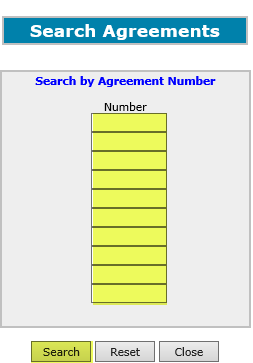 Search Agreements
Search by Agreement Number
Number
Search Reset Close